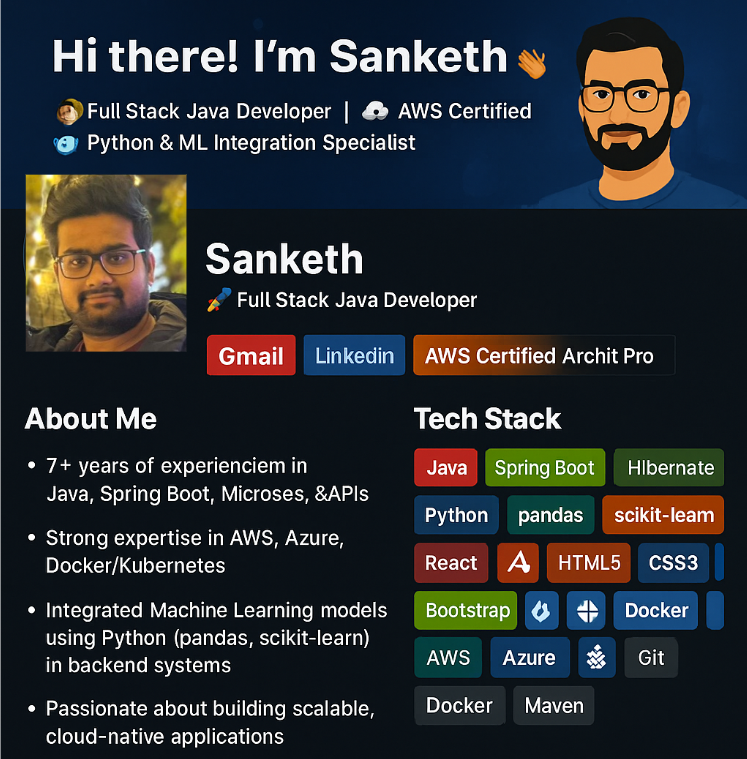 Hi there! I'm Sanketh
Full Stack Java Developer | AWS Certified
Python & ML Integration Specialist
Sanketh
Full Stack Java Developer
Gmail Linkedin AWS Certified Archit Pro
About Me
• 7+ years of experienciem in
Java, Spring Boot, Microses, &APIs
• Strong expertise in AWS, Azure,
Docker/Kubernetes
• Integrated Machine Learning models
using Python (pandas, scikit-learn)
in backend systems
• Passionate about building scalable,
cloud-native applications
Tech Stack
Java Spring Boot HIbernate
Python pandas scikit-leam
React A HTML5 CSS3
Bootstrap Docker
AWS Azure Git
Docker Maven